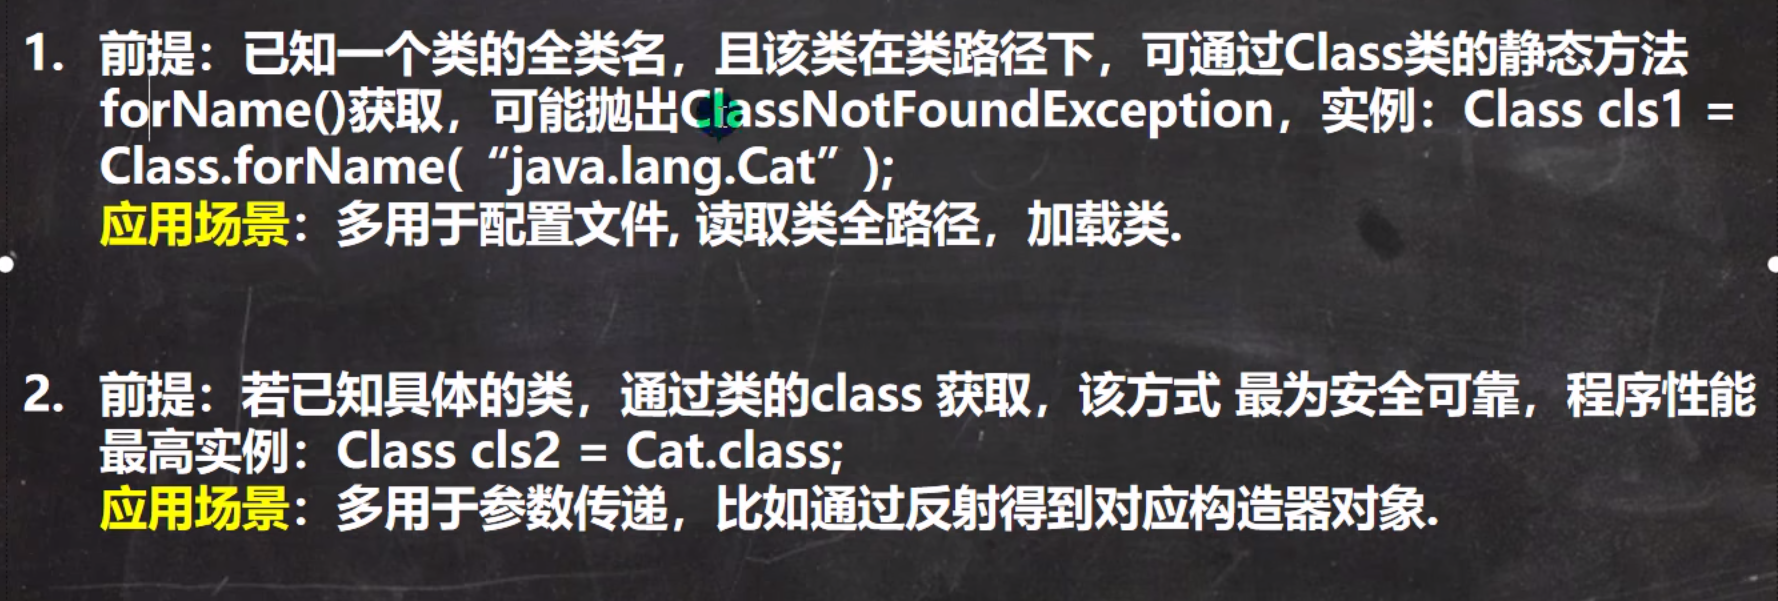 1. 前提：已知一个类的全类名，且该类在类路径下，可通过Class类的静态方法
forName()获取，可能抛出ClassNotFoundException，实例：Class cls1 =
Class.forName( “java.lang.Cat” );
应用场景：多用于配置文件, 读取类全路径，加载类.
2. 前提：若已知具体的类，通过类的class 获取，该方式 最为安全可靠，程序性能
最高实例：Class cls2 = Cat.class;
应用场景：多用于参数传递，比如通过反射得到对应构造器对象.